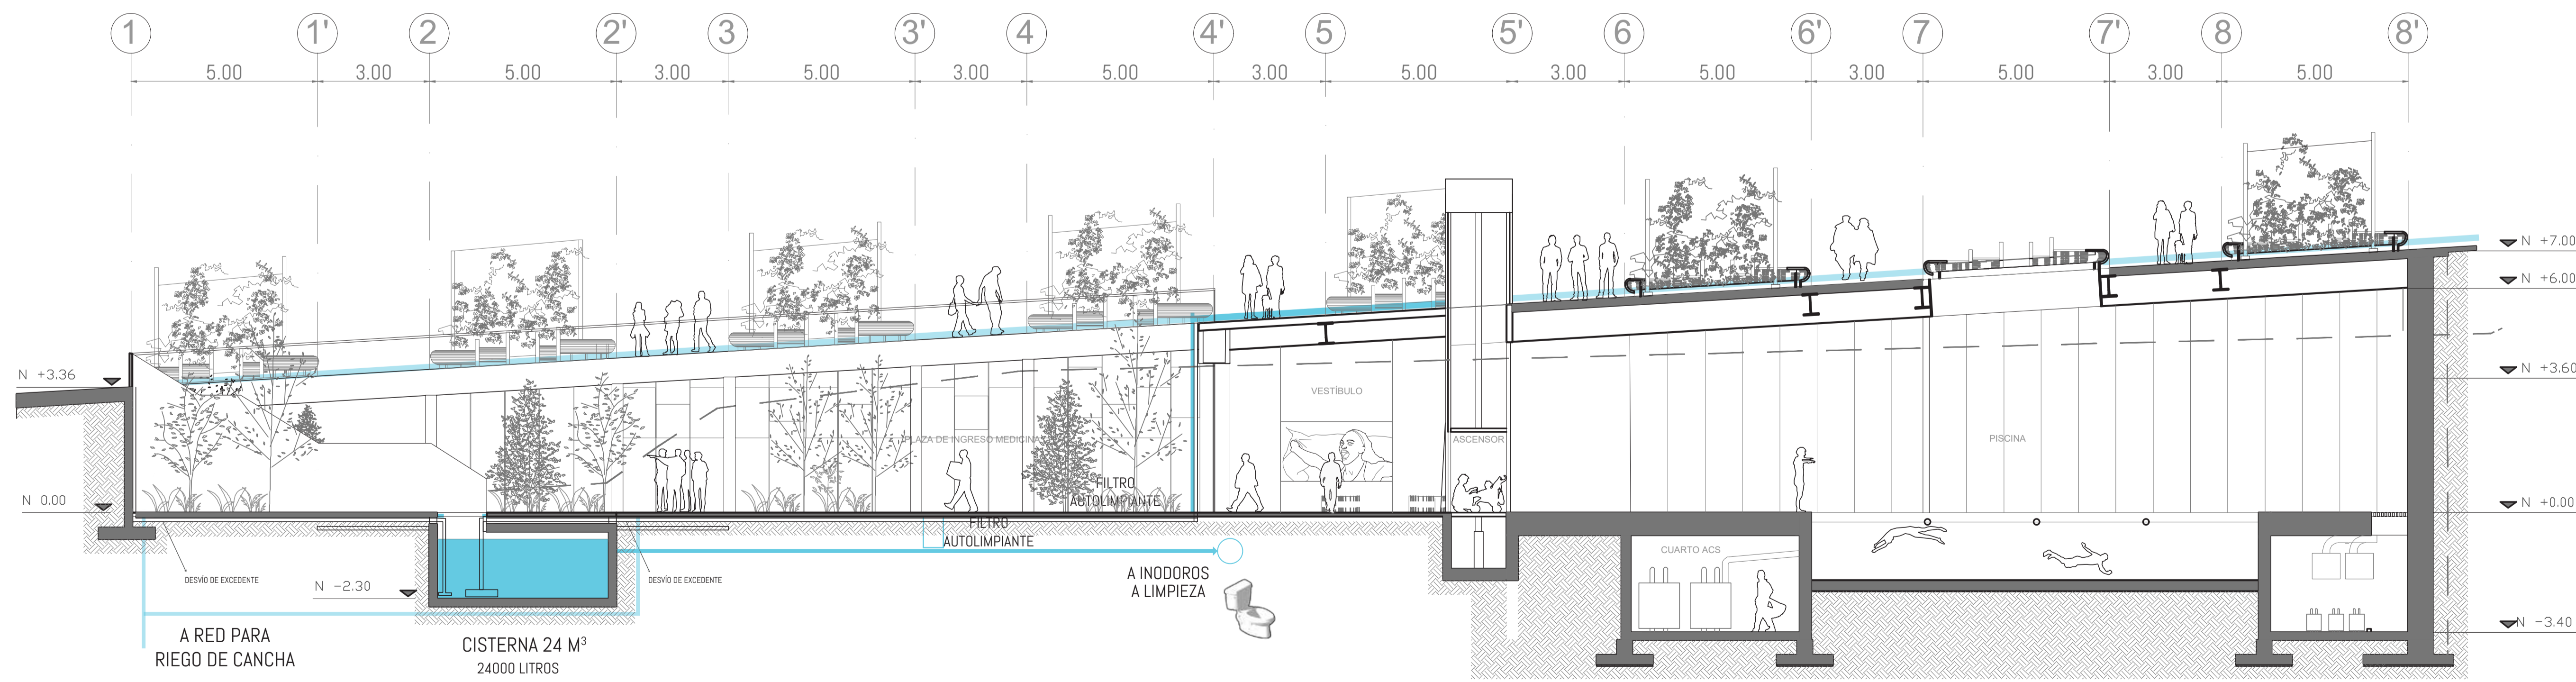 1 1' 2 2' 3 3' 4 4' 5 5' 6 6' 7 7' 8 8'
5.00 3.00 5.00 3.00 5.00 3.00 5.00 3.00 5.00 3.00 5.00 3.00 5.00 3.00 5.00
N +7.00
N +6.00
N +3.36
N +3.60
VESTÍBULO
PLAZA DE INGRESO MEDICINA
ASCENSOR
PISCINA
FILTRO
AUTOLIMPIANTE
N 0.00
N +0.00
FILTRO
AUTOLIMPIANTE
CUARTO ACS
DESVÍO DE EXCEDENTE
DESVÍO DE EXCEDENTE
N -2.30
A INODOROS
A LIMPIEZA
N -3.40
A RED PARA
RIEGO DE CANCHA
CISTERNA 24 M³
24000 LITROS